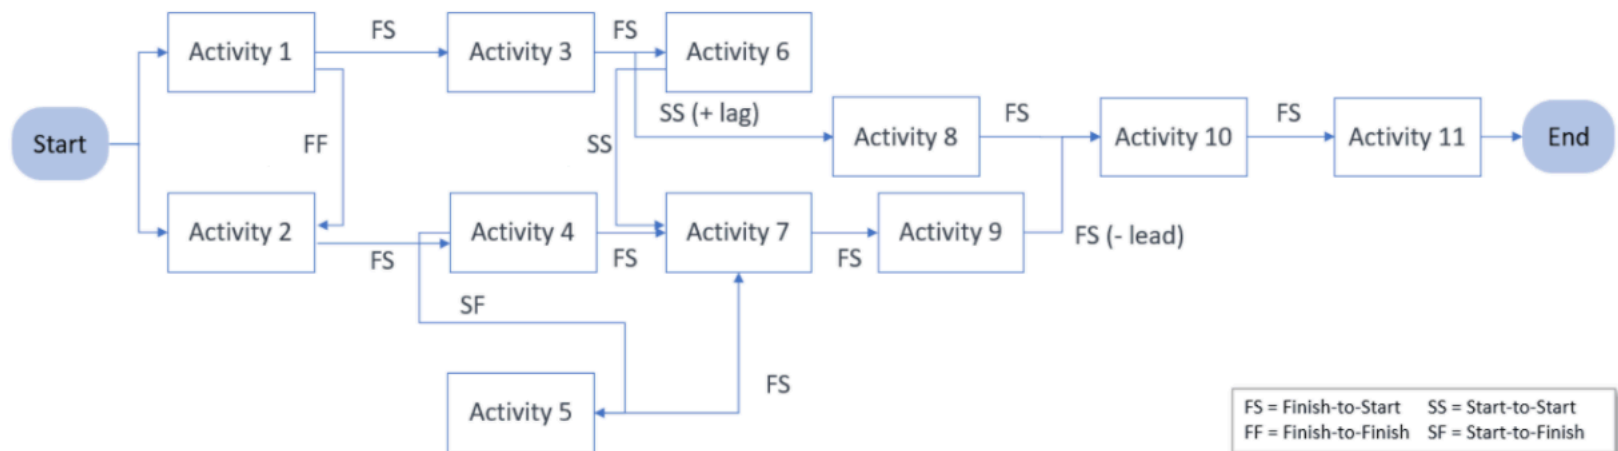 FS
FS
Activity 1
Activity 3
Activity 6
SS (+ lag)
FS
FS
Start
FF
SS
Activity 8
Activity 10
Activity 11
End
Activity 2
Activity 4
Activity 7
Activity 9
FS (- lead)
FS
FS
FS
SF
FS
Activity 5
FS = Finish-to-Start SS = Start-to-Start
FF = Finish-to-Finish SF = Start-to-Finish